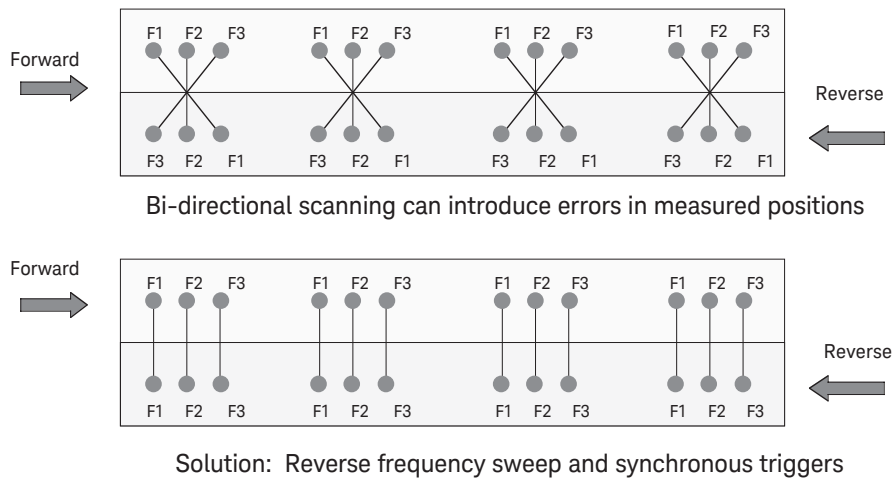 F1 F2 F3 F1 F2 F3 F1 F2 F3 F1 F2 F3
Forward
Reverse
F3 F2 F1 F3 F2 F1 F3 F2 F1 F3 F2 F1
Bi-directional scanning can introduce errors in measured positions
Forward
F1 F2 F3 F1 F2 F3 F1 F2 F3 F1 F2 F3
Reverse
F1 F2 F3 F1 F2 F3 F1 F2 F3 F1 F2 F3
Solution: Reverse frequency sweep and synchronous triggers